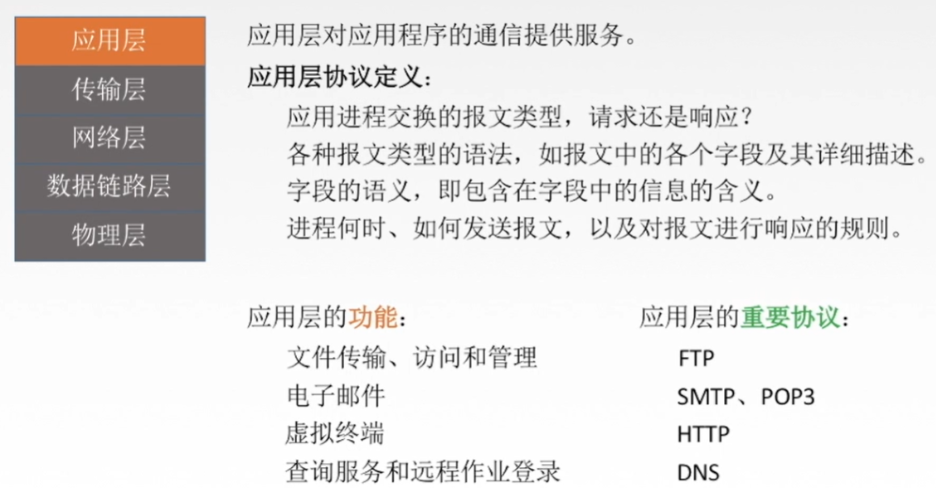 应用层
传输层
网络层
数据链路层
物理层
应用层对应用程序的通信提供服务。
应用层协议定义：
应用进程交换的报文类型，请求还是响应？
各种报文类型的语法，如报文中的各个字段及其详细描述。
字段的语义，即包含在字段中的信息的含义。
进程何时、如何发送报文，以及对报文进行响应的规则。
应用层的功能：
文件传输、访问和管理
电子邮件
虚拟终端
查询服务和远程作业登录
应用层的重要协议：
FTP
SMTP、POP3
HTTP
DNS